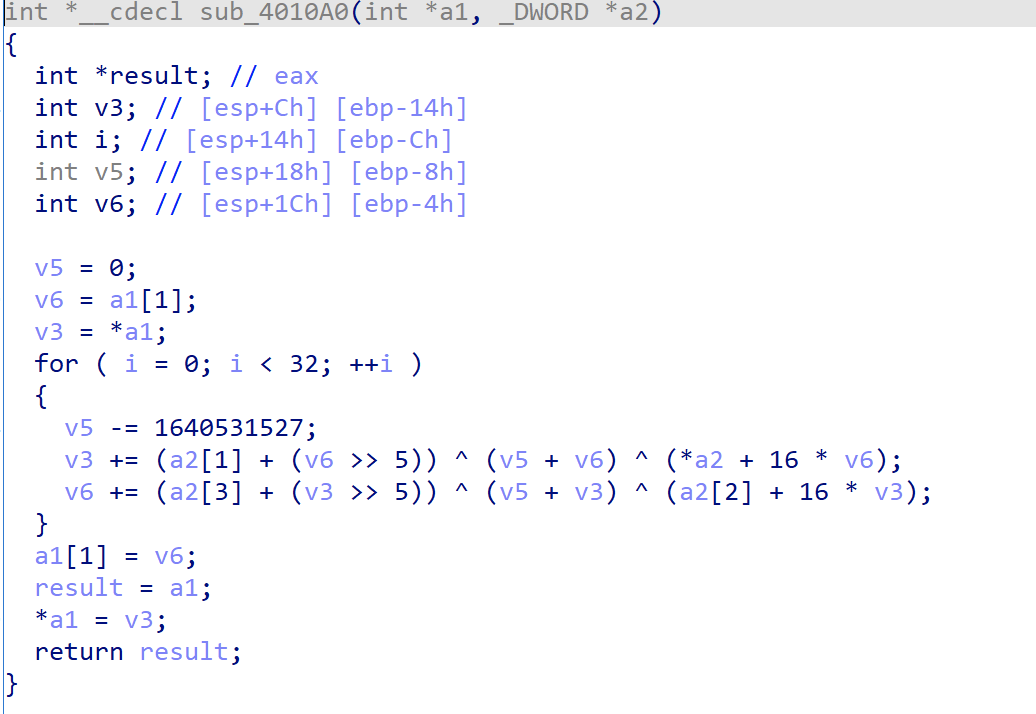 int *__cdecl sub_4010A0(int *a1, _DWORD *a2)
{
  int *result; // eax
  int v3; // [esp+Ch] [ebp-14h]
  int i; // [esp+14h] [ebp-Ch]
  int v5; // [esp+18h] [ebp-8h]
  int v6; // [esp+1Ch] [ebp-4h]

  v5 = 0;
  v6 = a1[1];
  v3 = *a1;
  for ( i = 0; i < 32; ++i )
  {
    v5 -= 1640531527;
    v3 += (a2[1] + (v6 >> 5)) ^ (v5 + v6) ^ (*a2 + 16 * v6);
    v6 += (a2[3] + (v3 >> 5)) ^ (v5 + v3) ^ (a2[2] + 16 * v3);
  }
  a1[1] = v6;
  result = a1;
  *a1 = v3;
  return result;
}